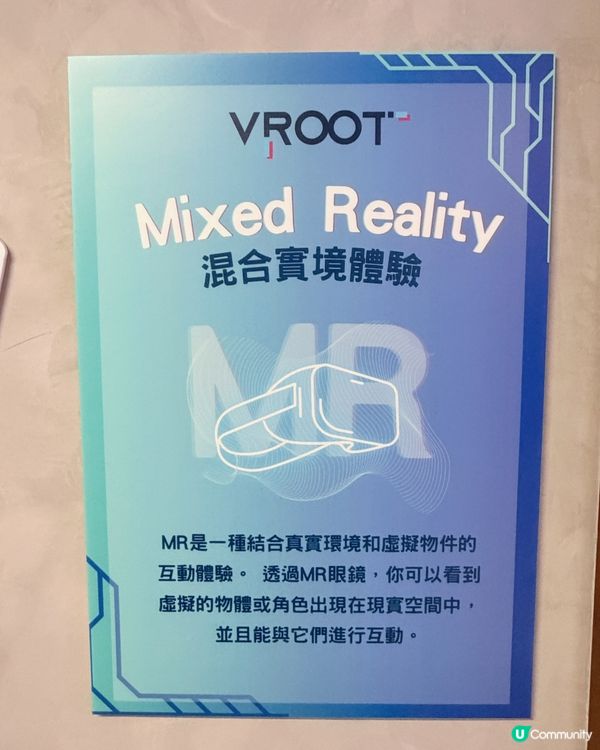 VROOT
Mixed Reality
混合實境體驗
MR
MR是一種結合真實環境和虛擬物件的
互動體驗。 透過MR眼鏡，你可以看到
虛擬的物體或角色出現在現實空間中，
並且能與它們進行互動。
U Community